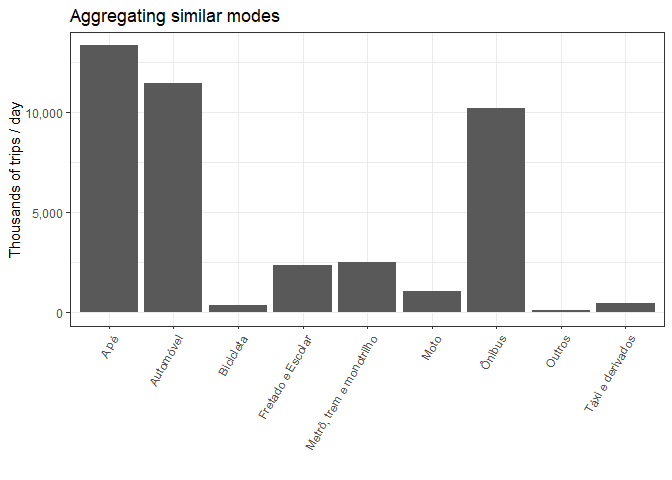 Aggregating similar modes
Thousands of trips / day
10,000
5,000
0
A pé
Automóvel
Bicicleta
Fretado e Escolar
Metrô, trem e monotrilho
Moto
Ônibus
Outros
Táxi e derivados